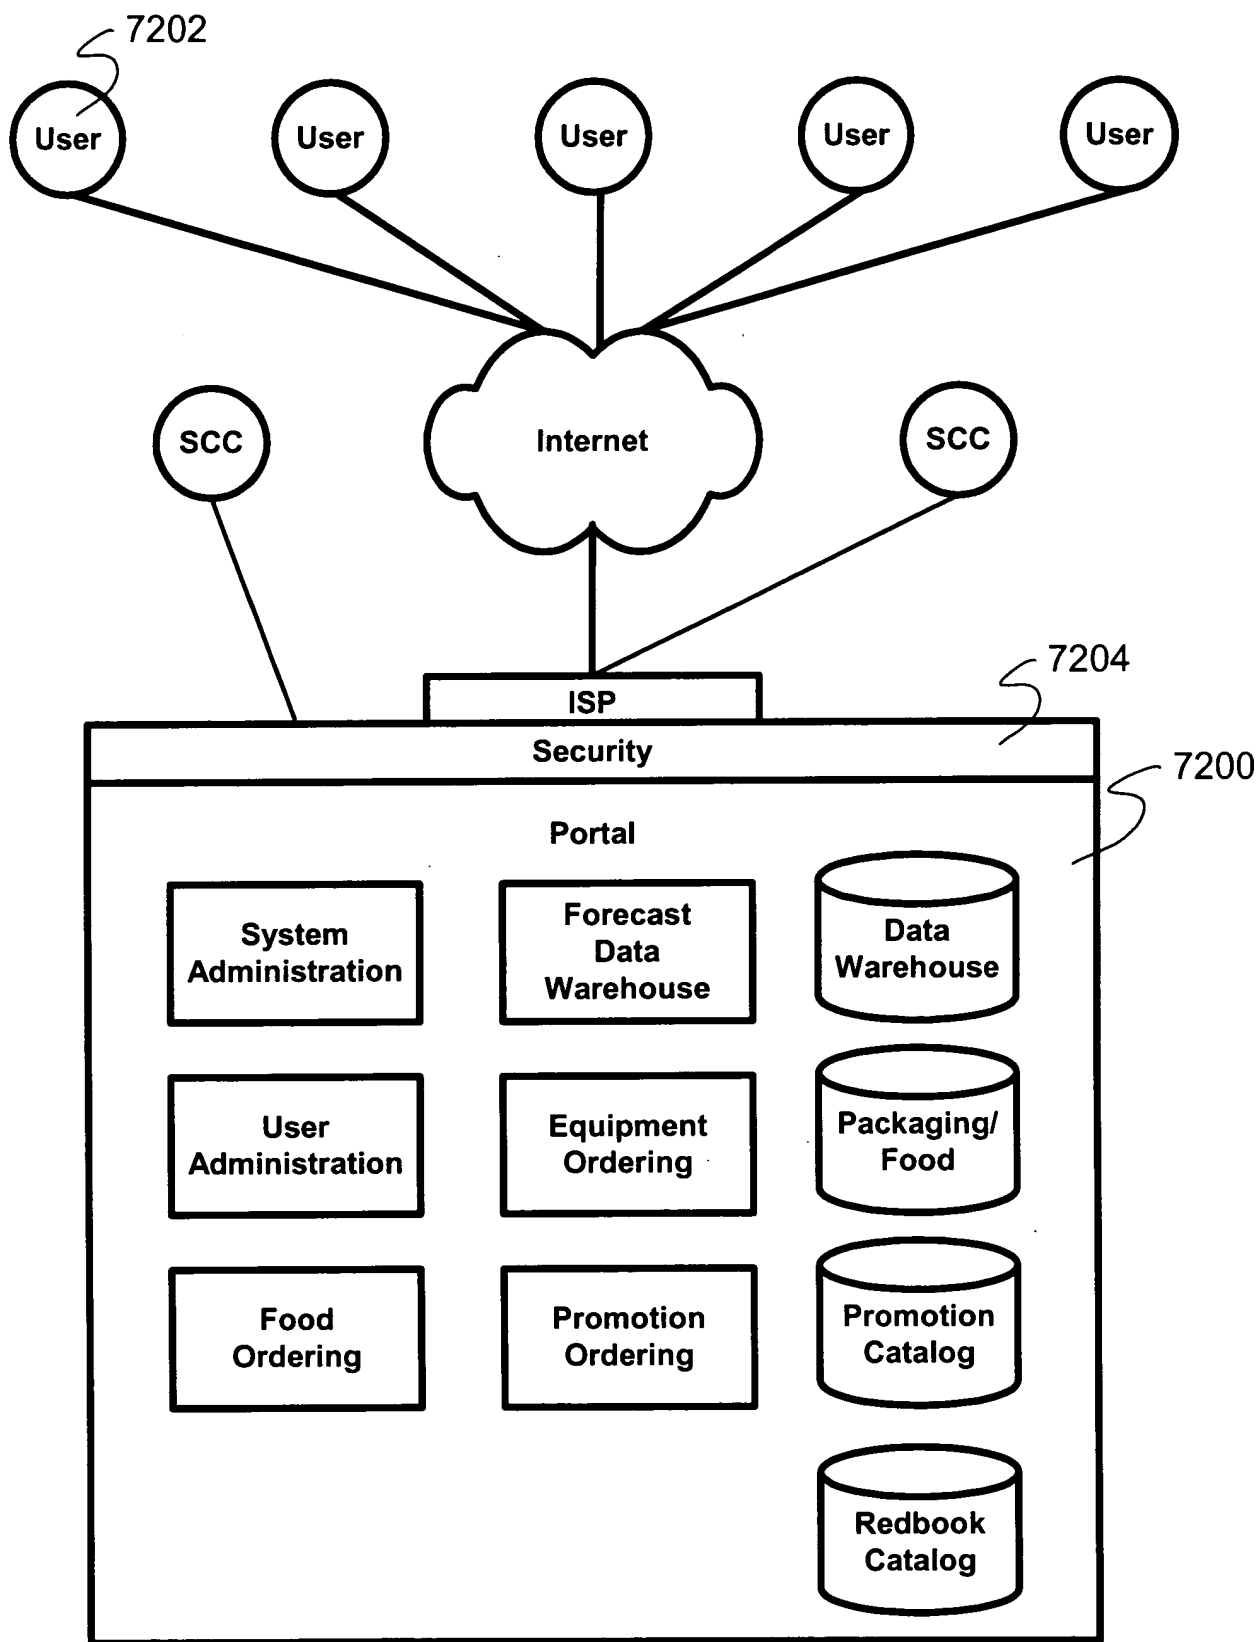 7202
User
User
User
User
User
SCC
Internet
SCC
7204
ISP
Security
7200
Portal
System
Administration
Forecast
Data
Warehouse
Data
Warehouse
User
Administration
Equipment
Ordering
Packaging/
Food
Food
Ordering
Promotion
Ordering
Promotion
Catalog
Redbook
Catalog